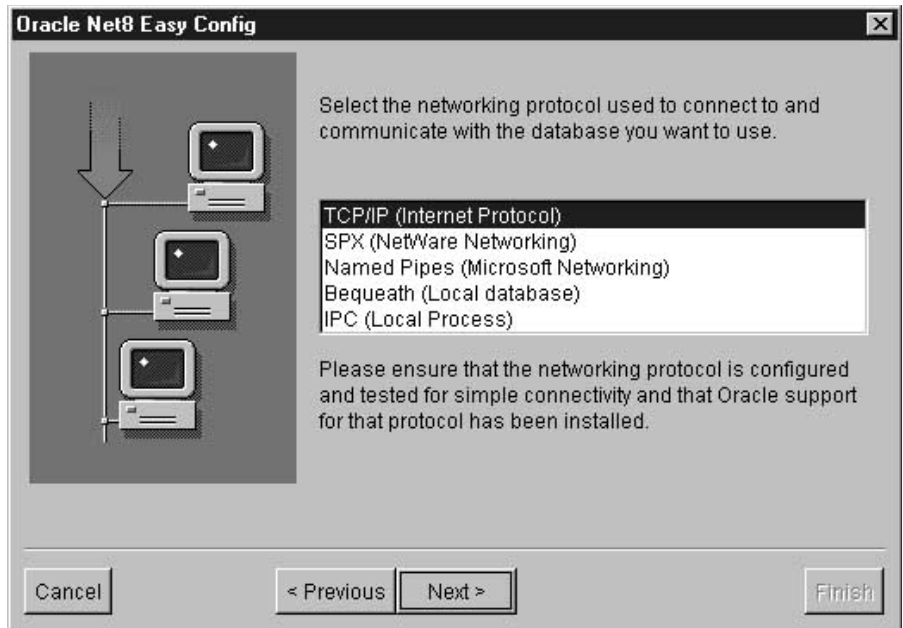 Oracle Net8 Easy Config
Select the networking protocol used to connect to and
communicate with the database you want to use.
TCP/IP (Internet Protocol)
SPX (NetWare Networking)
Named Pipes (Microsoft Networking)
Bequeath (Local database)
IPC (Local Process)
Please ensure that the networking protocol is configured
and tested for simple connectivity and that Oracle support
for that protocol has been installed.
Cancel
< Previous
Next >
Finish